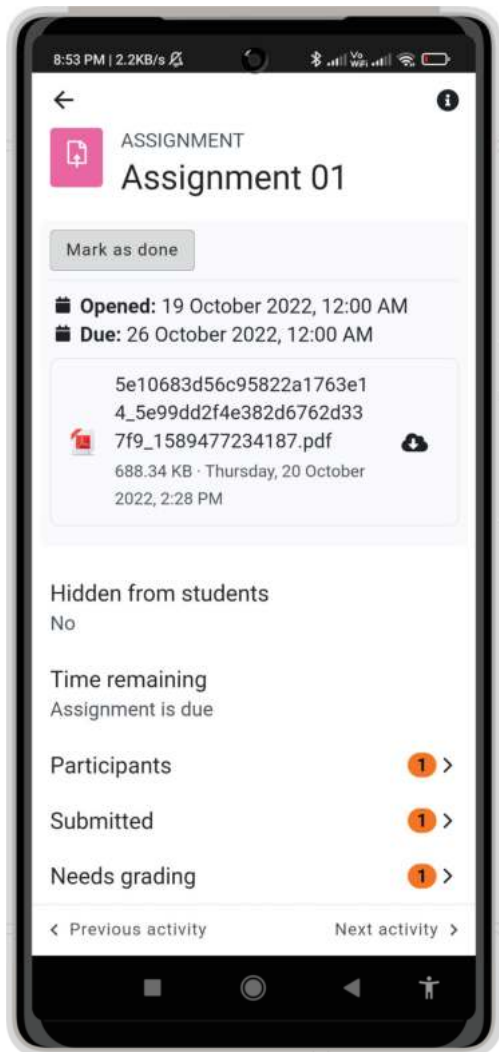 8:53 PM | 2.2KB/s
Vo
WiFi
ASSIGNMENT
Assignment 01
Mark as done
Opened: 19 October 2022, 12:00 AM
Due: 26 October 2022, 12:00 AM
5e10683d56c95822a1763e1
4_5e99dd2f4e382d6762d33
7f9_1589477234187.pdf
688.34 KB · Thursday, 20 October
2022, 2:28 PM
Hidden from students
No
Time remaining
Assignment is due
Participants 1
Submitted 1
Needs grading 1
Previous activity Next activity